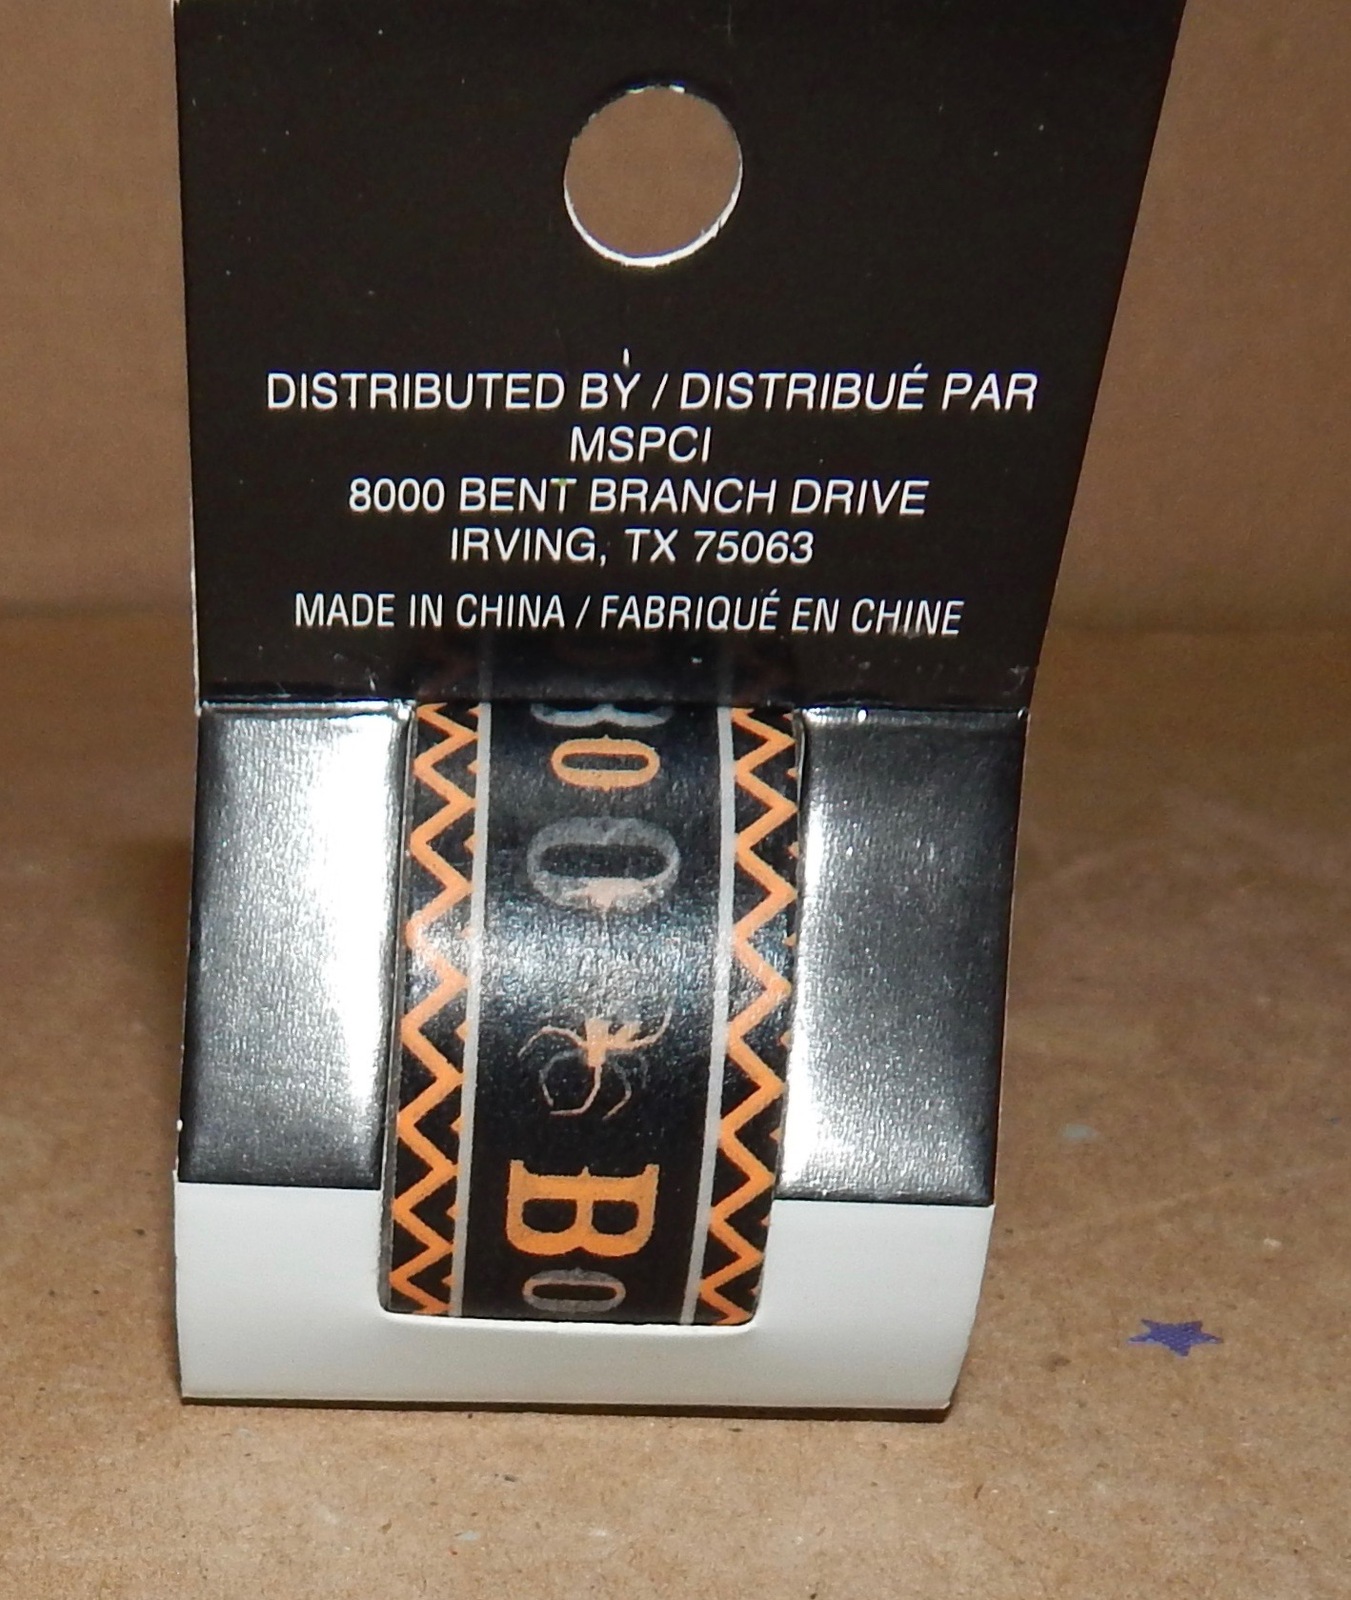 DISTRIBUTED BY / DISTRIBUÉ PAR
MSPCI
8000 BENT BRANCH DRIVE
IRVING, TX 75063
MADE IN CHINA / FABRIQUÉ EN CHINE
BOO
BO